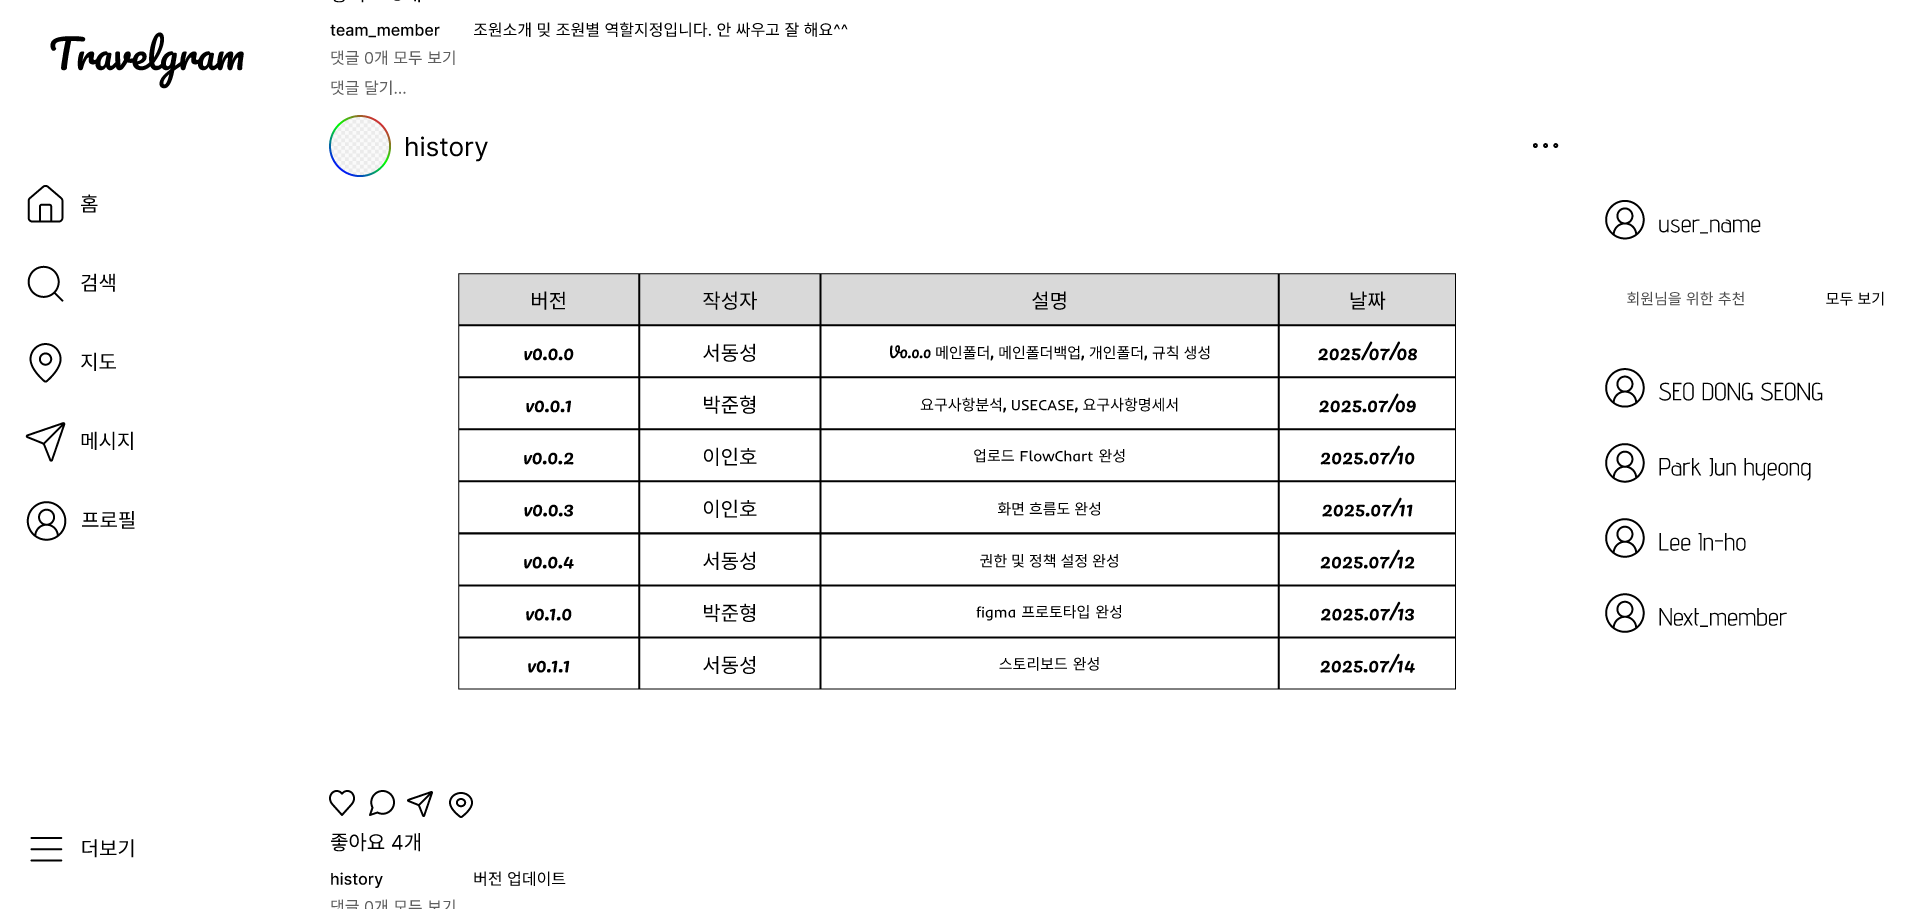 Travelgram
홈
검색
지도
메시지
프로필
더보기
team_member 조원소개 및 조원별 역할지정입니다. 안 싸우고 잘 해요^^
댓글 0개 모두 보기
댓글 달기...
history
버전 작성자 설명 날짜
v0.0.0 서동성 V0.0.0 메인폴더, 메인폴더백업, 개인폴더, 규칙 생성 2025/07/08
v0.0.1 박준형 요구사항분석, USECASE, 요구사항명세서 2025.07/09
v0.0.2 이인호 업로드 FlowChart 완성 2025.07/10
v0.0.3 이인호 화면 흐름도 완성 2025.07/11
v0.0.4 서동성 권한 및 정책 설정 완성 2025.07/12
v0.1.0 박준형 figma 프로토타입 완성 2025.07/13
v0.1.1 서동성 스토리보드 완성 2025.07/14
좋아요 4개
history 버전 업데이트
댓글 0개 모두 보기
user_name
회원님을 위한 추천 모두 보기
SEO DONG SEONG
Park Jun hyeong
Lee In-ho
Next_member